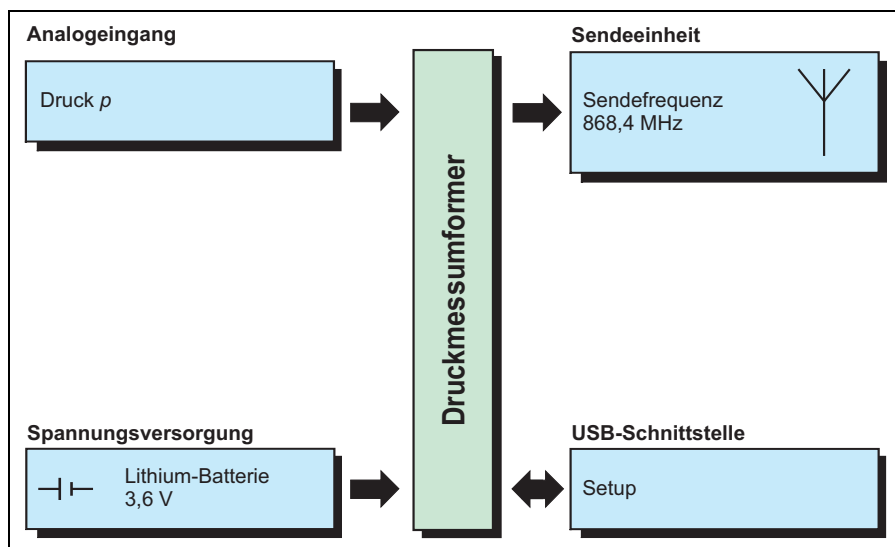 Analogeingang
Druck p
Sendeeinheit
Sendefrequenz
868,4 MHz
Druckmessumformer
Spannungsversorgung
Lithium-Batterie
3,6 V
USB-Schnittstelle
Setup